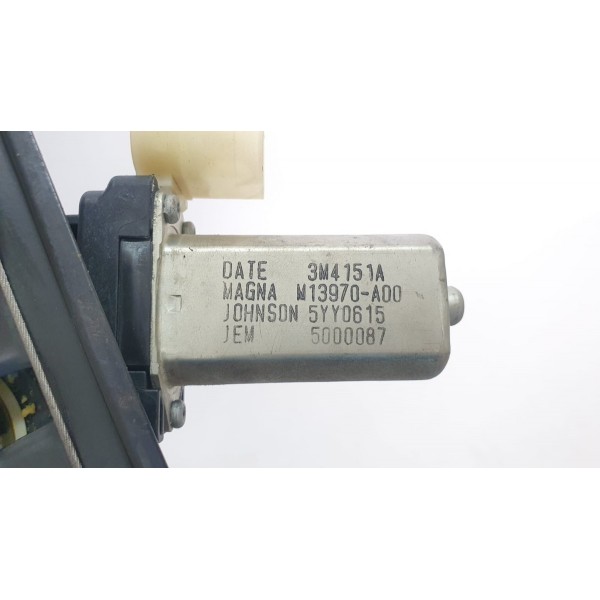 DATE 3M4151A
MAGNA M13970-A00
JOHNSON 5YY0615
JEM 5000087